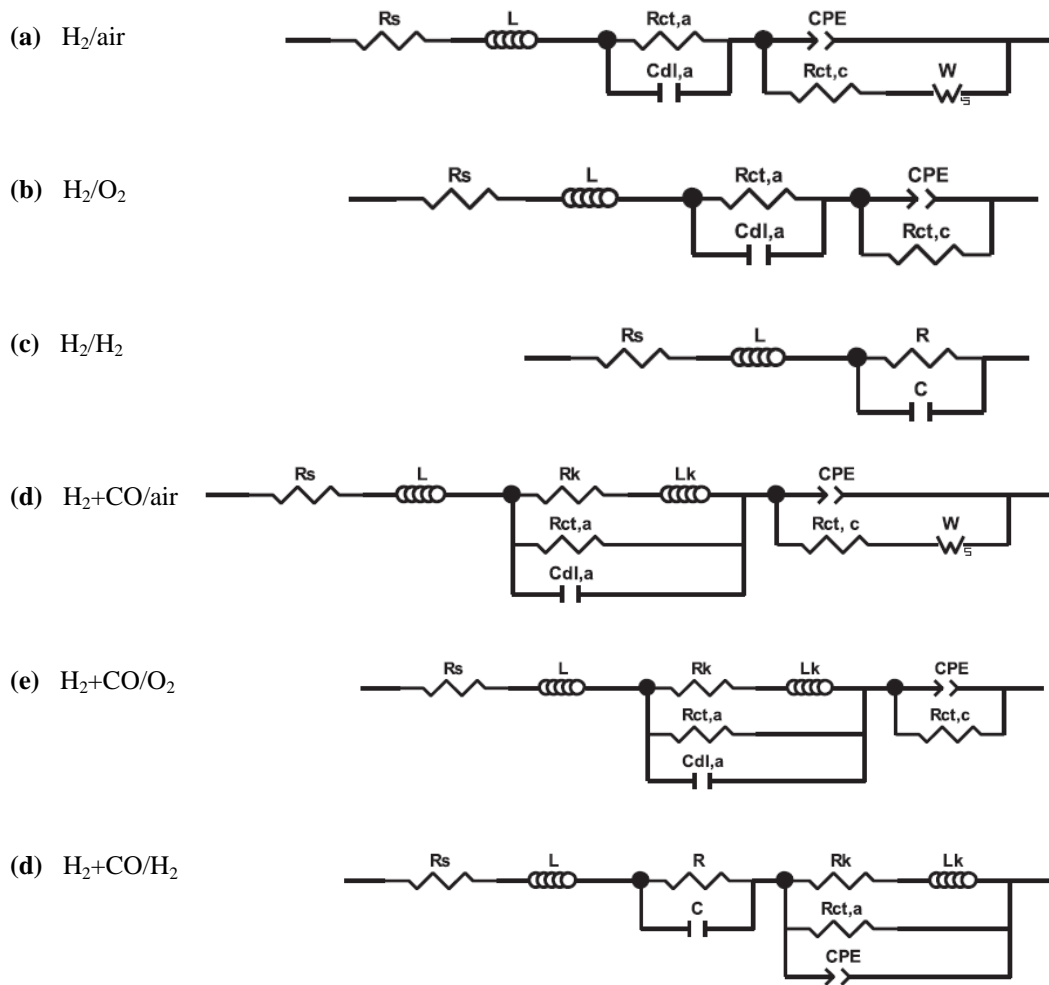 (a) H2/air
Rs L Rct,a CPE
Cdl,a Rct,c W
s
(b) H2/O2
Rs L Rct,a CPE
Cdl,a Rct,c
(c) H2/H2
Rs L R
C
(d) H2+CO/air
Rs L Rk Lk CPE
Rct,a Rct, c W
s
Cdl,a
(e) H2+CO/O2
Rs L Rk Lk CPE
Rct,a Rct,c
Cdl,a
(d) H2+CO/H2
Rs L R Rk Lk
C Rct,a
CPE